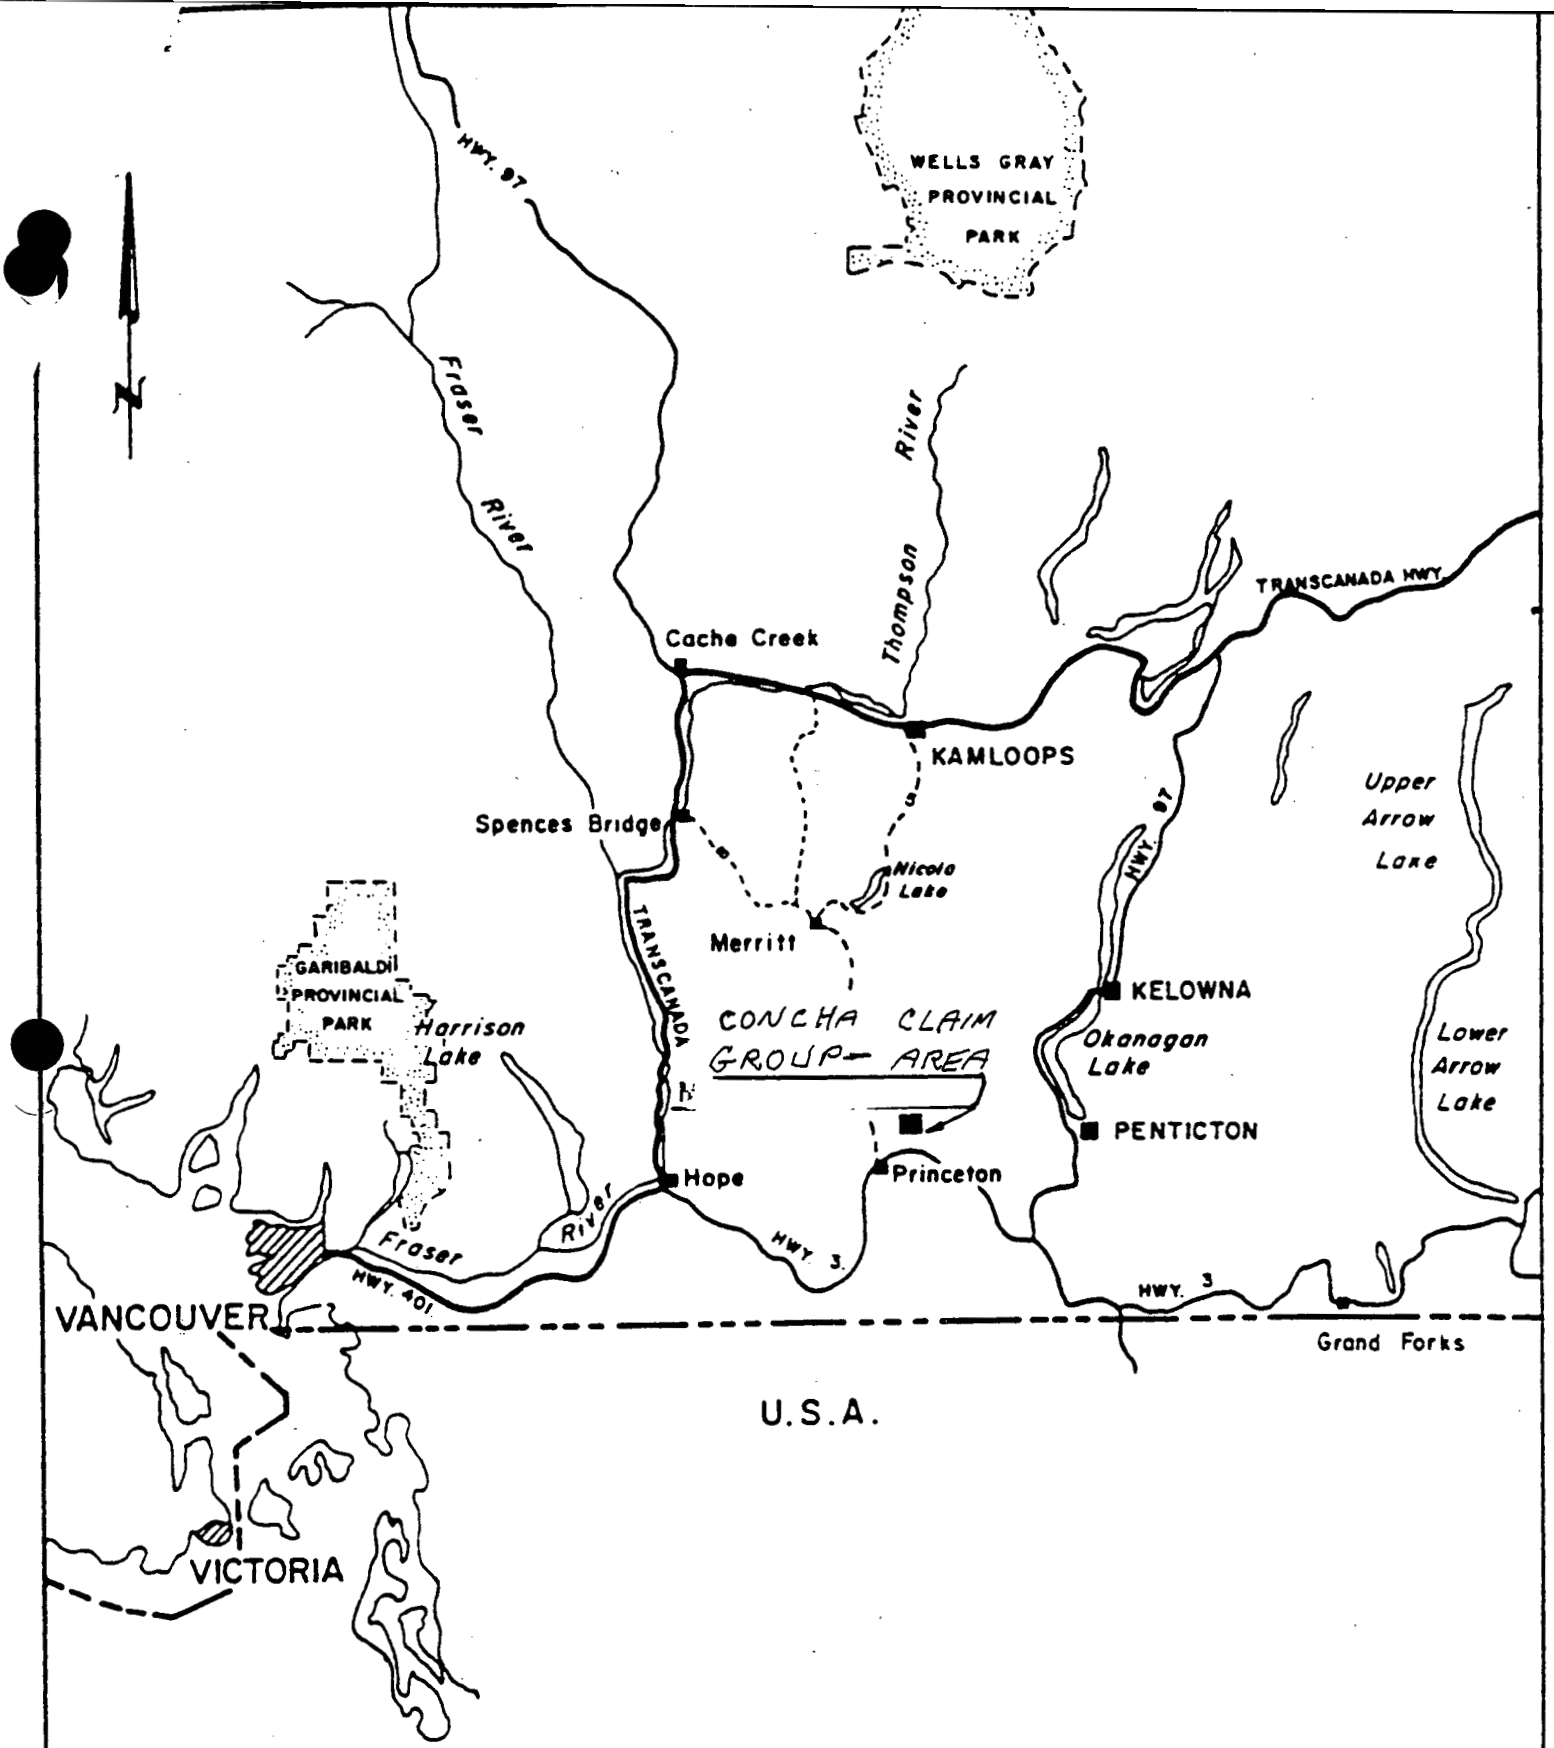 HWY. 97
WELLS GRAY
PROVINCIAL
PARK
N
Fraser
River
Thompson River
TRANSCANADA HWY.
Cache Creek
KAMLOOPS
5
Upper
Arrow
Lake
HWY. 97
Spences Bridge
8
Nicola
Lake
Merritt
TRANSCANADA
GARIBALDI
PROVINCIAL
PARK
Harrison
Lake
KELOWNA
CONCHA CLAIM
GROUP- AREA
Okanagan
Lake
Lower
Arrow
Lake
PENTICTON
Hope
Princeton
Fraser River
HWY. 401
HWY 3.
HWY. 3
VANCOUVER
Grand Forks
U.S.A.
VICTORIA